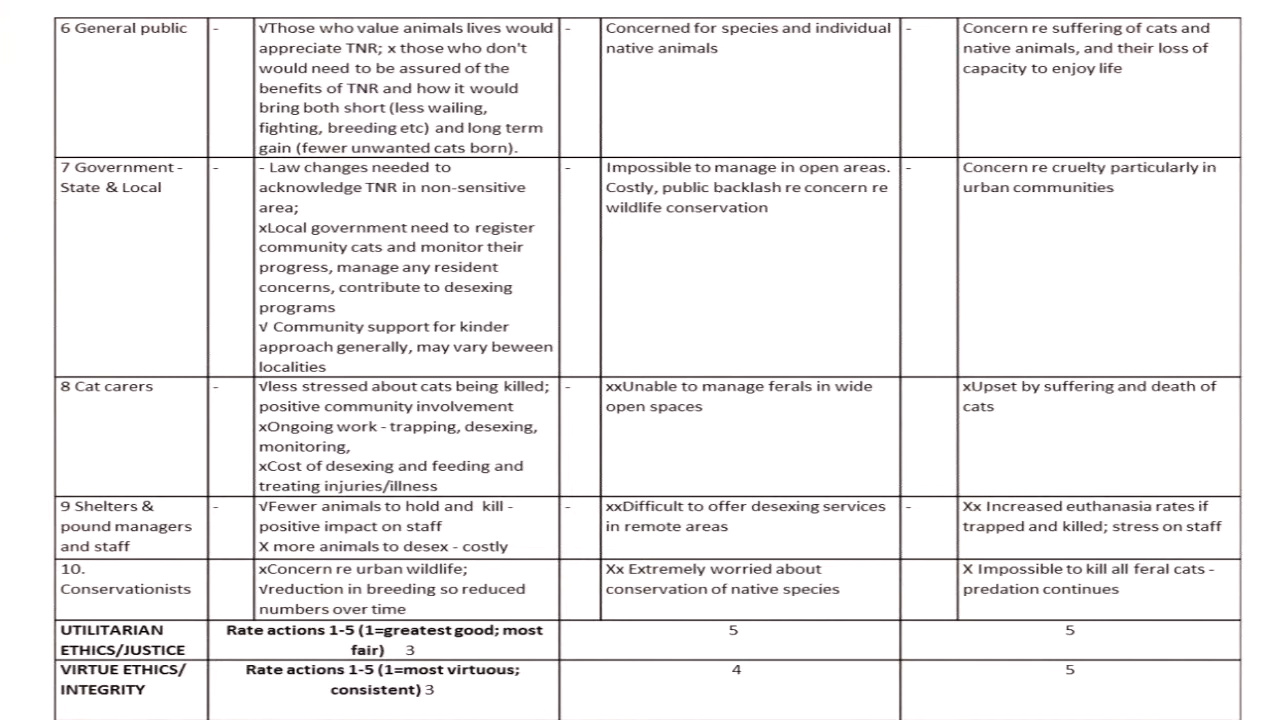 6 General public
-
√Those who value animals lives would
appreciate TNR; x those who don't
would need to be assured of the
benefits of TNR and how it would
bring both short (less wailing,
fighting, breeding etc) and long term
gain (fewer unwanted cats born).
-
Concerned for species and individual
native animals
-
Concern re suffering of cats and
native animals, and their loss of
capacity to enjoy life
7 Government -
State & Local
-
- Law changes needed to
acknowledge TNR in non-sensitive
area;
xLocal government need to register
community cats and monitor their
progress, manage any resident
concerns, contribute to desexing
programs
√ Community support for kinder
approach generally, may vary beween
localities
-
Impossible to manage in open areas.
Costly, public backlash re concern re
wildlife conservation
-
Concern re cruelty particularly in
urban communities
8 Cat carers
-
√less stressed about cats being killed;
positive community involvement
xOngoing work - trapping, desexing,
monitoring,
xCost of desexing and feeding and
treating injuries/illness
-
xxUnable to manage ferals in wide
open spaces
xUpset by suffering and death of
cats
9 Shelters &
pound managers
and staff
-
√Fewer animals to hold and kill -
positive impact on staff
X more animals to desex - costly
-
xxDifficult to offer desexing services
in remote areas
-
Xx Increased euthanasia rates if
trapped and killed; stress on staff
10.
Conservationists
xConcern re urban wildlife;
√reduction in breeding so reduced
numbers over time
Xx Extremely worried about
conservation of native species
X Impossible to kill all feral cats -
predation continues
UTILITARIAN
ETHICS/JUSTICE
Rate actions 1-5 (1=greatest good; most
fair) 3
5
5
VIRTUE ETHICS/
INTEGRITY
Rate actions 1-5 (1=most virtuous;
consistent) 3
4
5